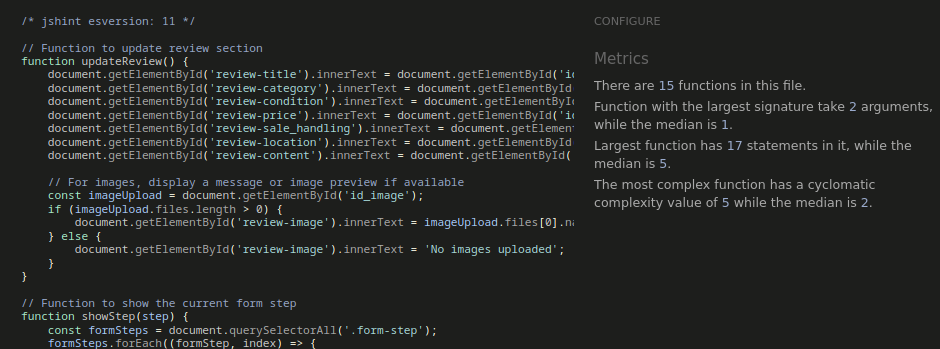 /* jshint esversion: 11 */
// Function to update review section
function updateReview() {
document.getElementById('review-title').innerText = document.getElementById('i
document.getElementById('review-category').innerText = document.getElementById
document.getElementById('review-condition').innerText = document.getElementById
document.getElementById('review-price').innerText = document.getElementById('i
document.getElementById('review-sale_handling').innerText = document.getElement
document.getElementById('review-location').innerText = document.getElementById
document.getElementById('review-content').innerText = document.getElementById(
// For images, display a message or image preview if available
const imageUpload = document.getElementById('id_image');
if (imageUpload.files.length > 0) {
document.getElementById('review-image').innerText = imageUpload.files[0].na
} else {
document.getElementById('review-image').innerText = 'No images uploaded';
}
}
// Function to show the current form step
function showStep(step) {
const formSteps = document.querySelectorAll('.form-step');
formSteps.forEach((formStep, index) => {
CONFIGURE
Metrics
There are 15 functions in this file.
Function with the largest signature take 2 arguments,
while the median is 1.
Largest function has 17 statements in it, while the
median is 5.
The most complex function has a cyclomatic
complexity value of 5 while the median is 2.